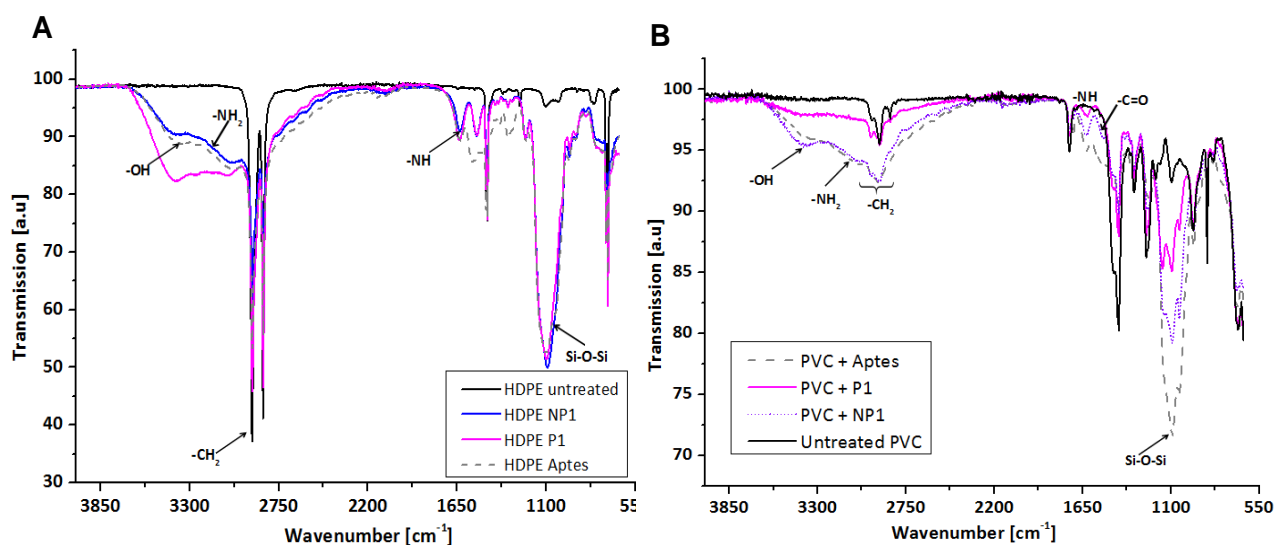 A
Transmission [a.u]
100
90
80
70
60
50
40
30
-NH₂
-OH
-NH
Si-O-Si
-CH₂
HDPE untreated
HDPE NP1
HDPE P1
HDPE Aptes
3850 3300 2750 2200 1650 1100 55
Wavenumber [cm⁻¹]
B
Transmission [a.u]
100
95
90
85
80
75
70
-NH
-C=O
-OH
-NH₂
-CH₂
PVC + Aptes
PVC + P1
PVC + NP1
Untreated PVC
Si-O-Si
3850 3300 2750 2200 1650 1100 550
Wavenumber [cm⁻¹]